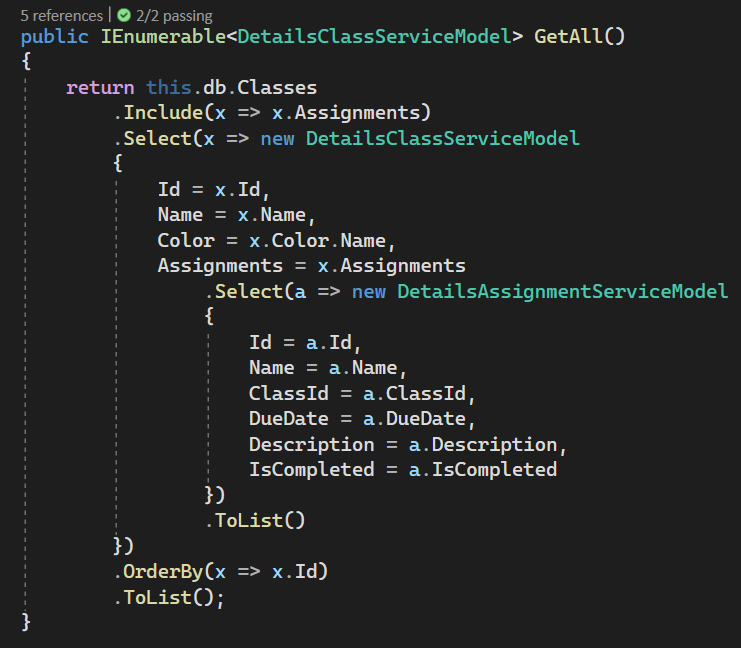 5 references | 2/2 passing
public IEnumerable<DetailsClassServiceModel> GetAll()
{
    return this.db.Classes
        .Include(x => x.Assignments)
        .Select(x => new DetailsClassServiceModel
        {
            Id = x.Id,
            Name = x.Name,
            Color = x.Color.Name,
            Assignments = x.Assignments
                .Select(a => new DetailsAssignmentServiceModel
                {
                    Id = a.Id,
                    Name = a.Name,
                    ClassId = a.ClassId,
                    DueDate = a.DueDate,
                    Description = a.Description,
                    IsCompleted = a.IsCompleted
                })
                .ToList()
        })
        .OrderBy(x => x.Id)
        .ToList();
}